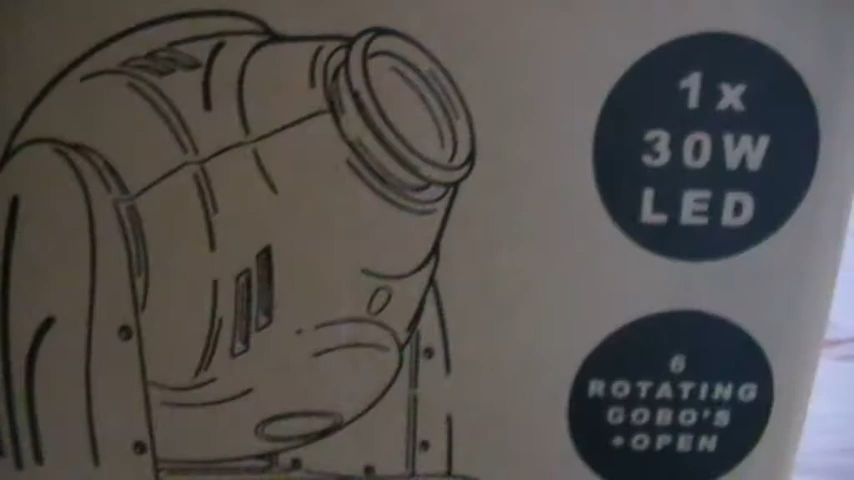 1x
30W
LED
6
ROTATING
GOBO'S
+OPEN